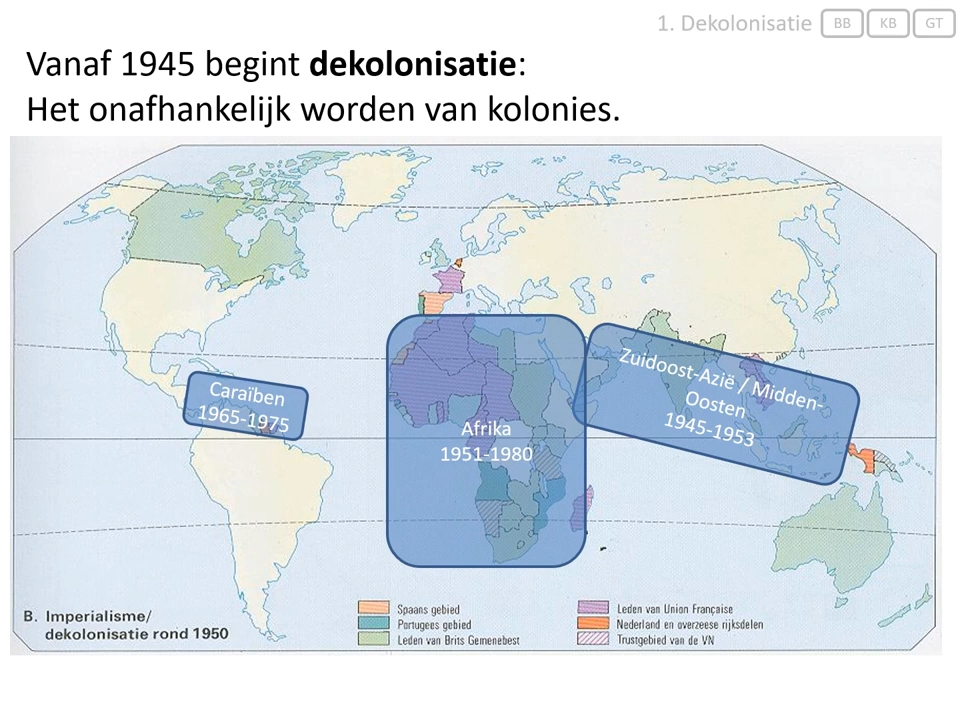 1. Dekolonisatie BB KB GT
Vanaf 1945 begint dekolonisatie:
Het onafhankelijk worden van kolonies.
Zuidoost-Azië / Midden-
Oosten
1945-1953
Caraïben
1965-1975
Afrika
1951-1980
B. Imperialisme/
dekolonisatie rond 1950
Spaans gebied
Portugees gebied
Leden van Brits Gemenebest
Leden van Union Française
Nederland en overzeese rijksdelen
Trustgebied van de VN